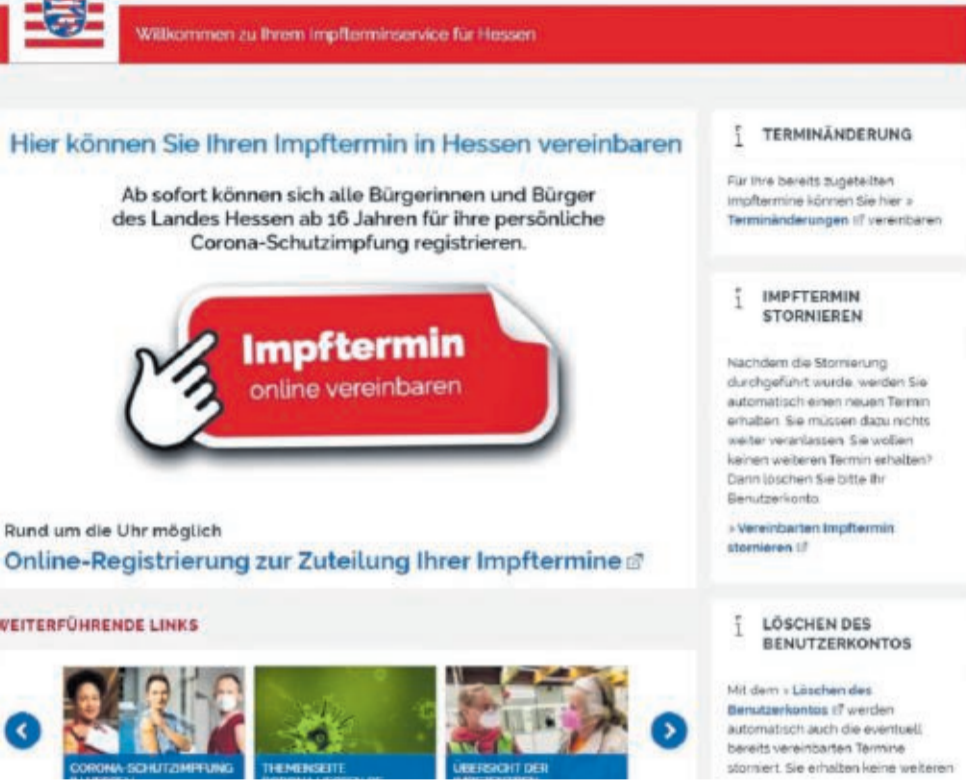 Willkommen zu Ihrem Impfterminservice für Hessen
Hier können Sie Ihren Impftermin in Hessen vereinbaren
Ab sofort können sich alle Bürgerinnen und Bürger
des Landes Hessen ab 16 Jahren für ihre persönliche
Corona-Schutzimpfung registrieren.
Impftermin
online vereinbaren
Rund um die Uhr möglich
Online-Registrierung zur Zuteilung Ihrer Impftermine
WEITERFÜHRENDE LINKS
CORONA-SCHUTZIMPFUNG
THEMENSEITE
ÜBERSICHT DER
TERMINÄNDERUNG
Für Ihre bereits zugeteilten
Impftermine können Sie hier »
Terminänderungen vereinbaren
IMPFTERMIN
STORNIEREN
Nachdem die Stornierung
durchgeführt wurde, werden Sie
automatisch einen neuen Termin
erhalten. Sie müssen dazu nichts
weiter veranlassen. Sie wollen
keinen weiteren Termin erhalten?
Dann löschen Sie bitte Ihr
Benutzerkonto.
» Vereinbarten Impftermin
stornieren
LÖSCHEN DES
BENUTZERKONTOS
Mit dem » Löschen des
Benutzerkontos werden
automatisch auch die eventuell
bereits vereinbarten Termine
storniert. Sie erhalten keine weiteren